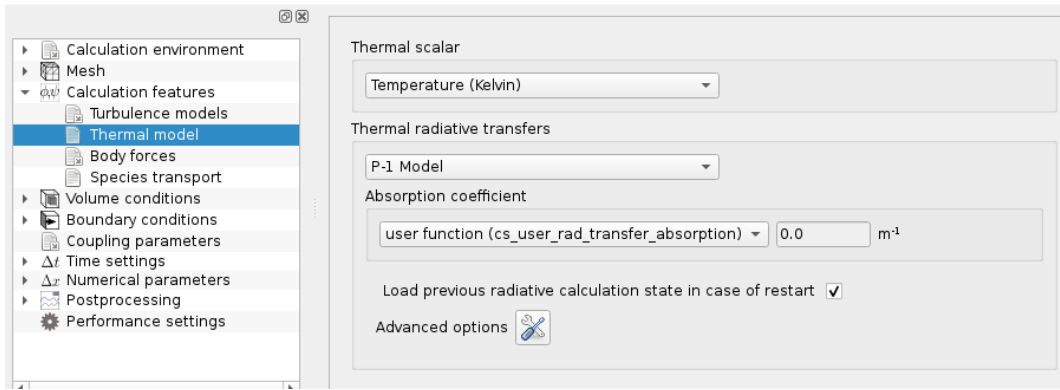 Calculation environment
Mesh
Calculation features
Turbulence models
Thermal model
Body forces
Species transport
Volume conditions
Boundary conditions
Coupling parameters
Δt Time settings
Δx Numerical parameters
Postprocessing
Performance settings
Thermal scalar
Temperature (Kelvin)
Thermal radiative transfers
P-1 Model
Absorption coefficient
user function (cs_user_rad_transfer_absorption) 0.0 m⁻¹
Load previous radiative calculation state in case of restart
Advanced options